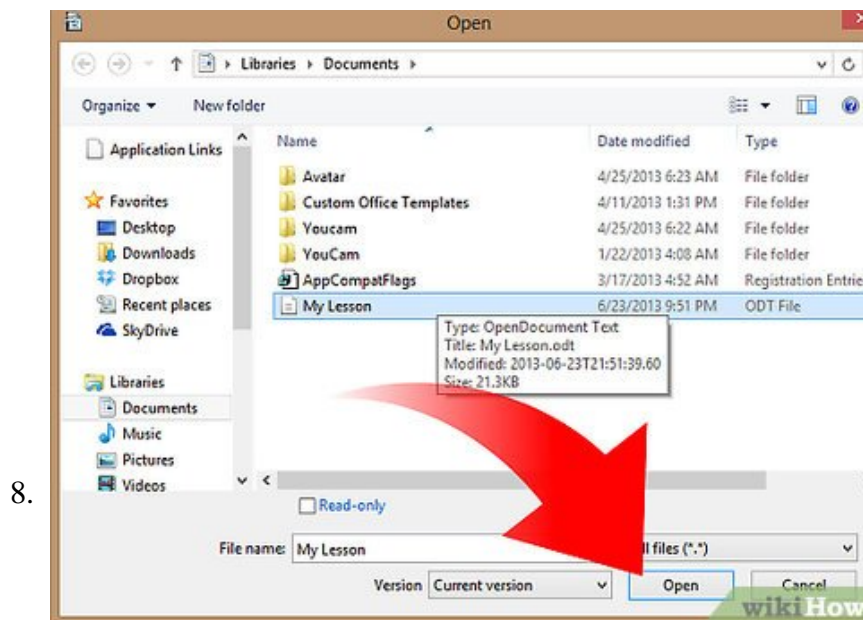 Open
Libraries Documents
Organize New folder
Application Links
Favorites
Desktop
Downloads
Dropbox
Recent places
SkyDrive
Libraries
Documents
Music
Pictures
Videos
Name Date modified Type
Avatar 4/25/2013 6:23 AM File folder
Custom Office Templates 4/11/2013 1:31 PM File folder
Youcam 4/25/2013 6:22 AM File folder
YouCam 1/22/2013 4:08 AM File folder
AppCompatFlags 3/17/2013 4:52 AM Registration Entrie
My Lesson 6/23/2013 9:51 PM ODT File
Type: OpenDocument Text
Title: My Lesson.odt
Modified: 2013-06-23T21:51:39.60
Size: 21.3KB
8.
Read-only
File name: My Lesson ll files (*.*)
Version Current version Open Cancel
wikiHow